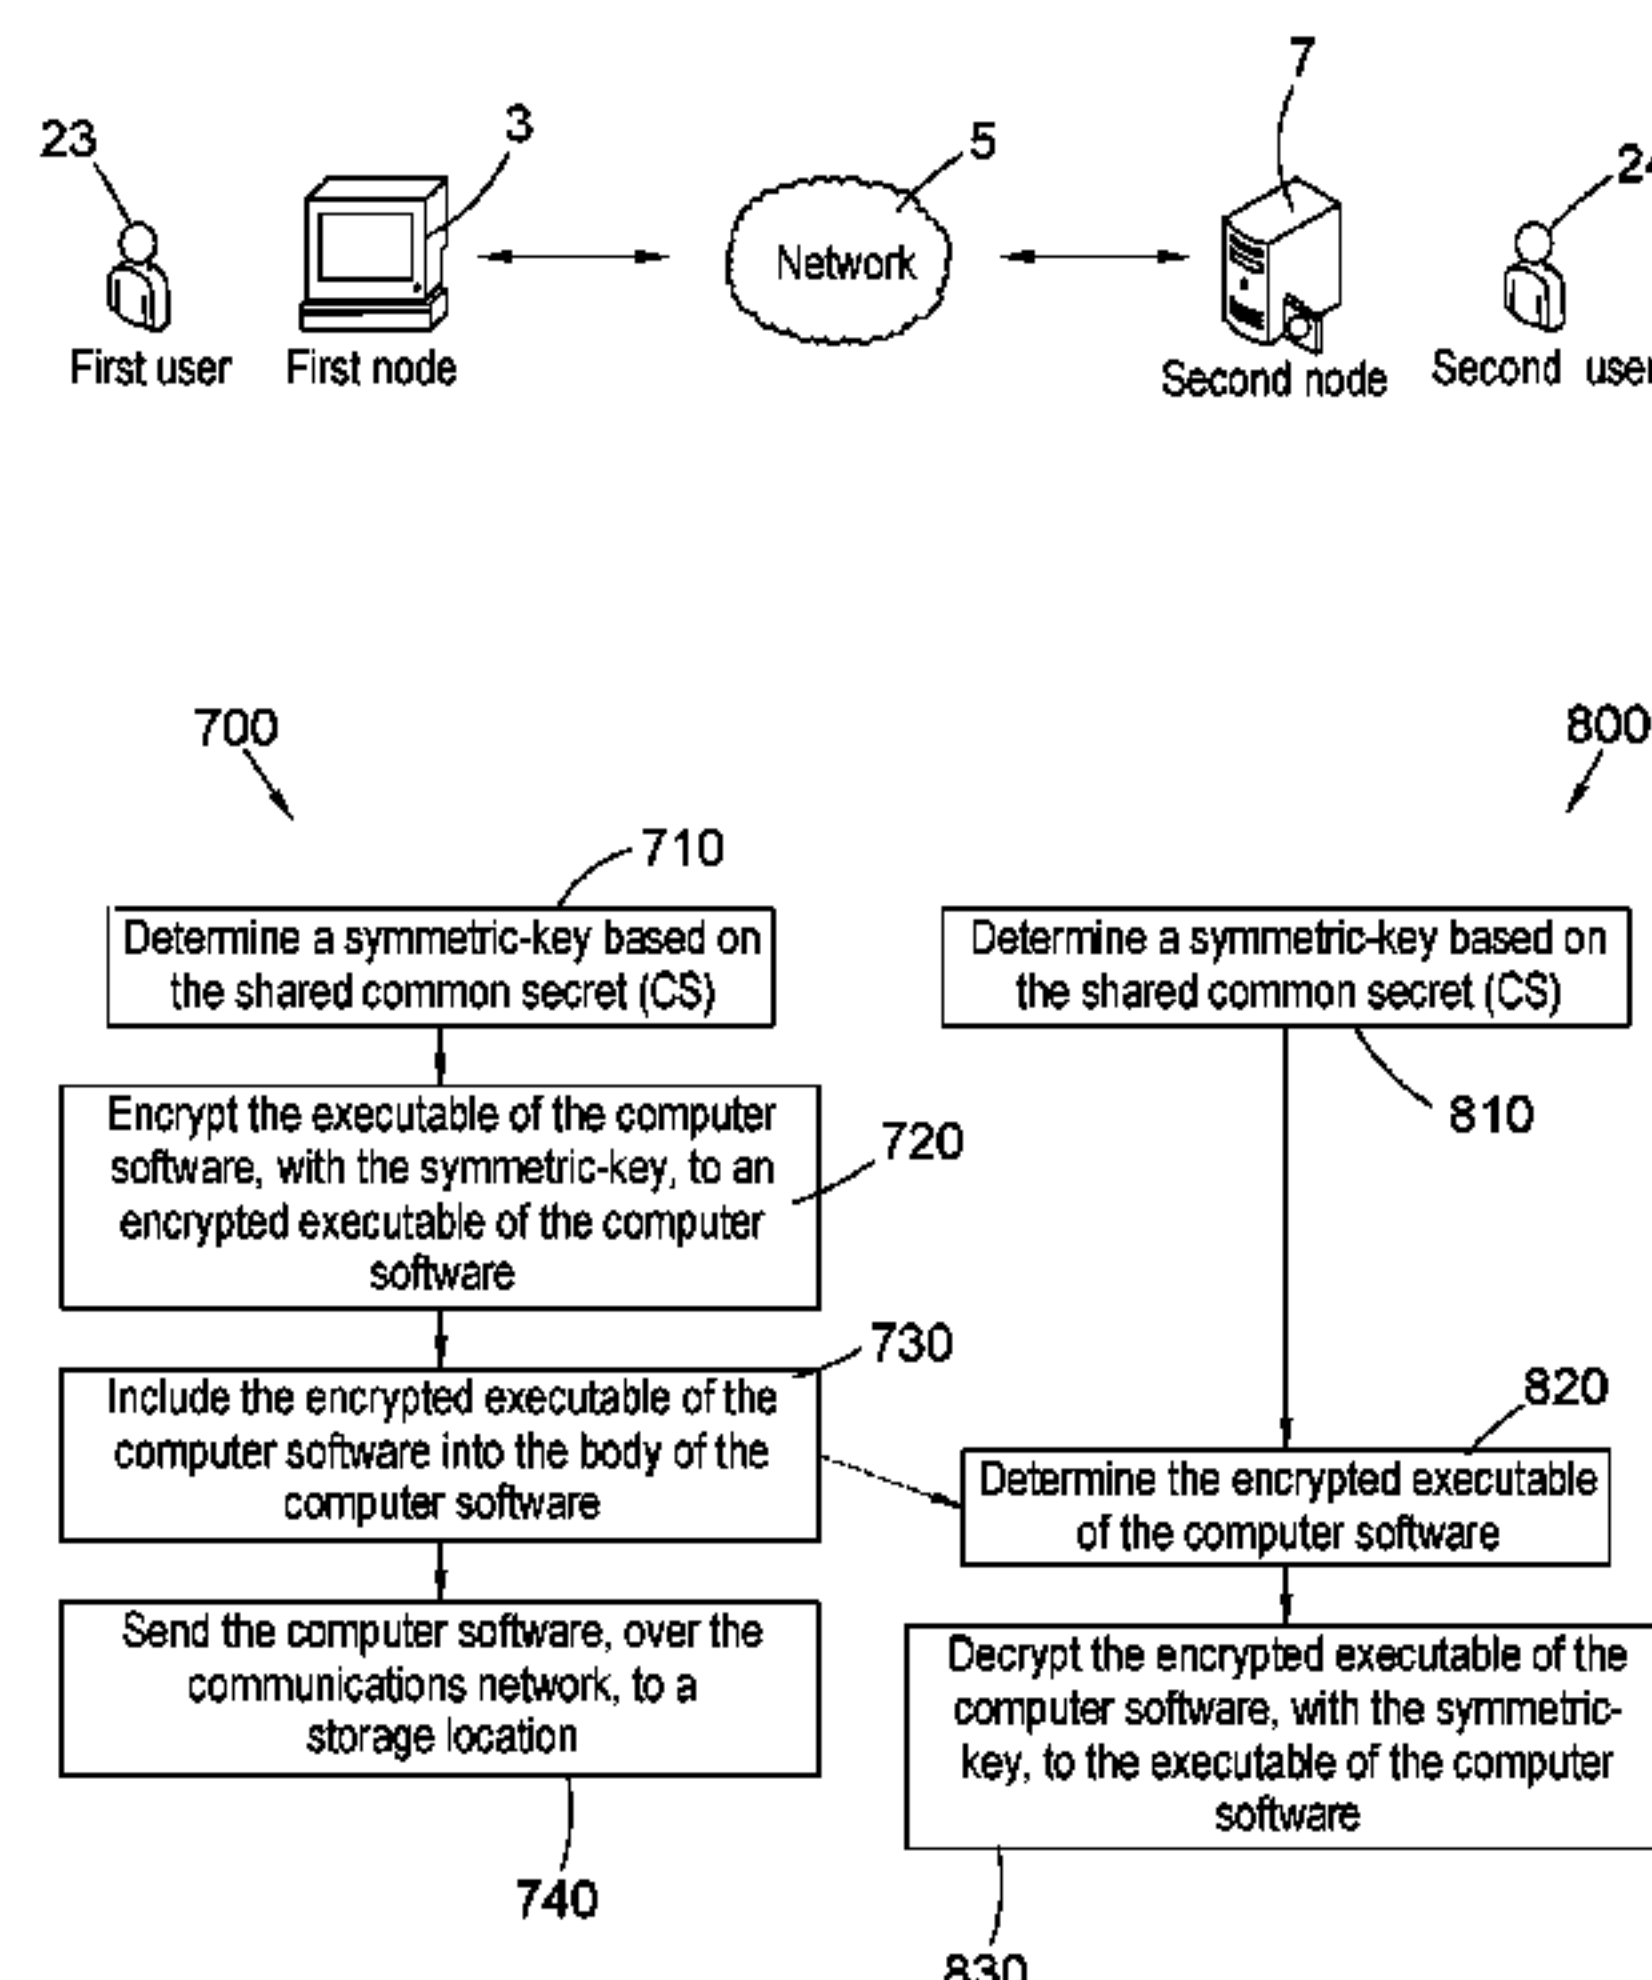 7
23
3
5
24
Network
First user
First node
Second node
Second user
700
800
710
Determine a symmetric-key based on
the shared common secret (CS)
Determine a symmetric-key based on
the shared common secret (CS)
810
Encrypt the executable of the computer
software, with the symmetric-key, to an
encrypted executable of the computer
software
720
730
Include the encrypted executable of the
computer software into the body of the
computer software
820
Determine the encrypted executable
of the computer software
Send the computer software, over the
communications network, to a
storage location
Decrypt the encrypted executable of the
computer software, with the symmetric-
key, to the executable of the computer
software
740
830